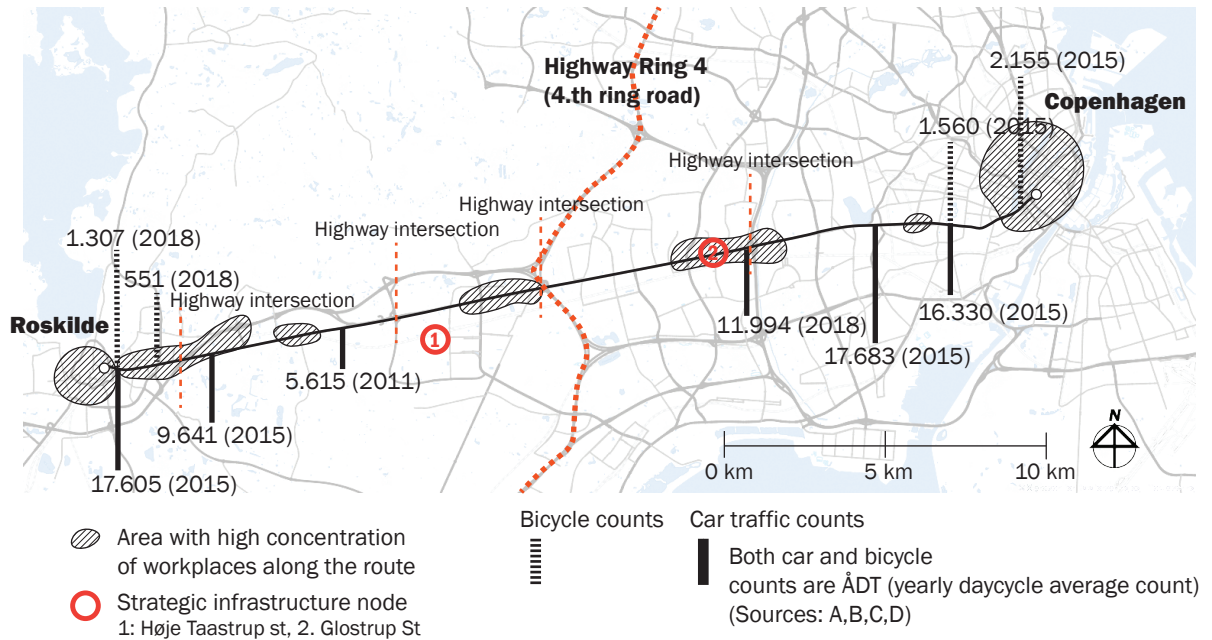 2.155 (2015)
Highway Ring 4
(4.th ring road)
Copenhagen
1.560 (2015)
Highway intersection
Highway intersection
Highway intersection
1.307 (2018)
551 (2018)
Highway intersection
2
Roskilde
1
16.330 (2015)
11.994 (2018)
17.683 (2015)
5.615 (2011)
9.641 (2015)
17.605 (2015)
N
0 km
5 km
10 km
Area with high concentration
of workplaces along the route
Strategic infrastructure node
1: Høje Taastrup st, 2. Glostrup St
Bicycle counts
Car traffic counts
Both car and bicycle
counts are ÅDT (yearly daycycle average count)
(Sources: A,B,C,D)